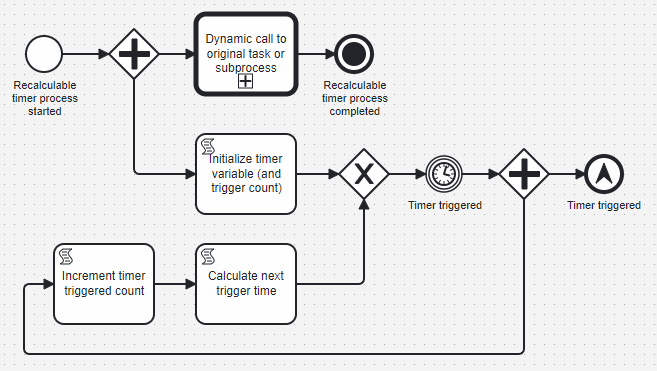 Dynamic call to
original task or
subprocess
Recalculable
timer process
started
Recalculable
timer process
completed
Initialize timer
variable (and
trigger count)
Timer triggered
Timer triggered
Increment timer
triggered count
Calculate next
trigger time